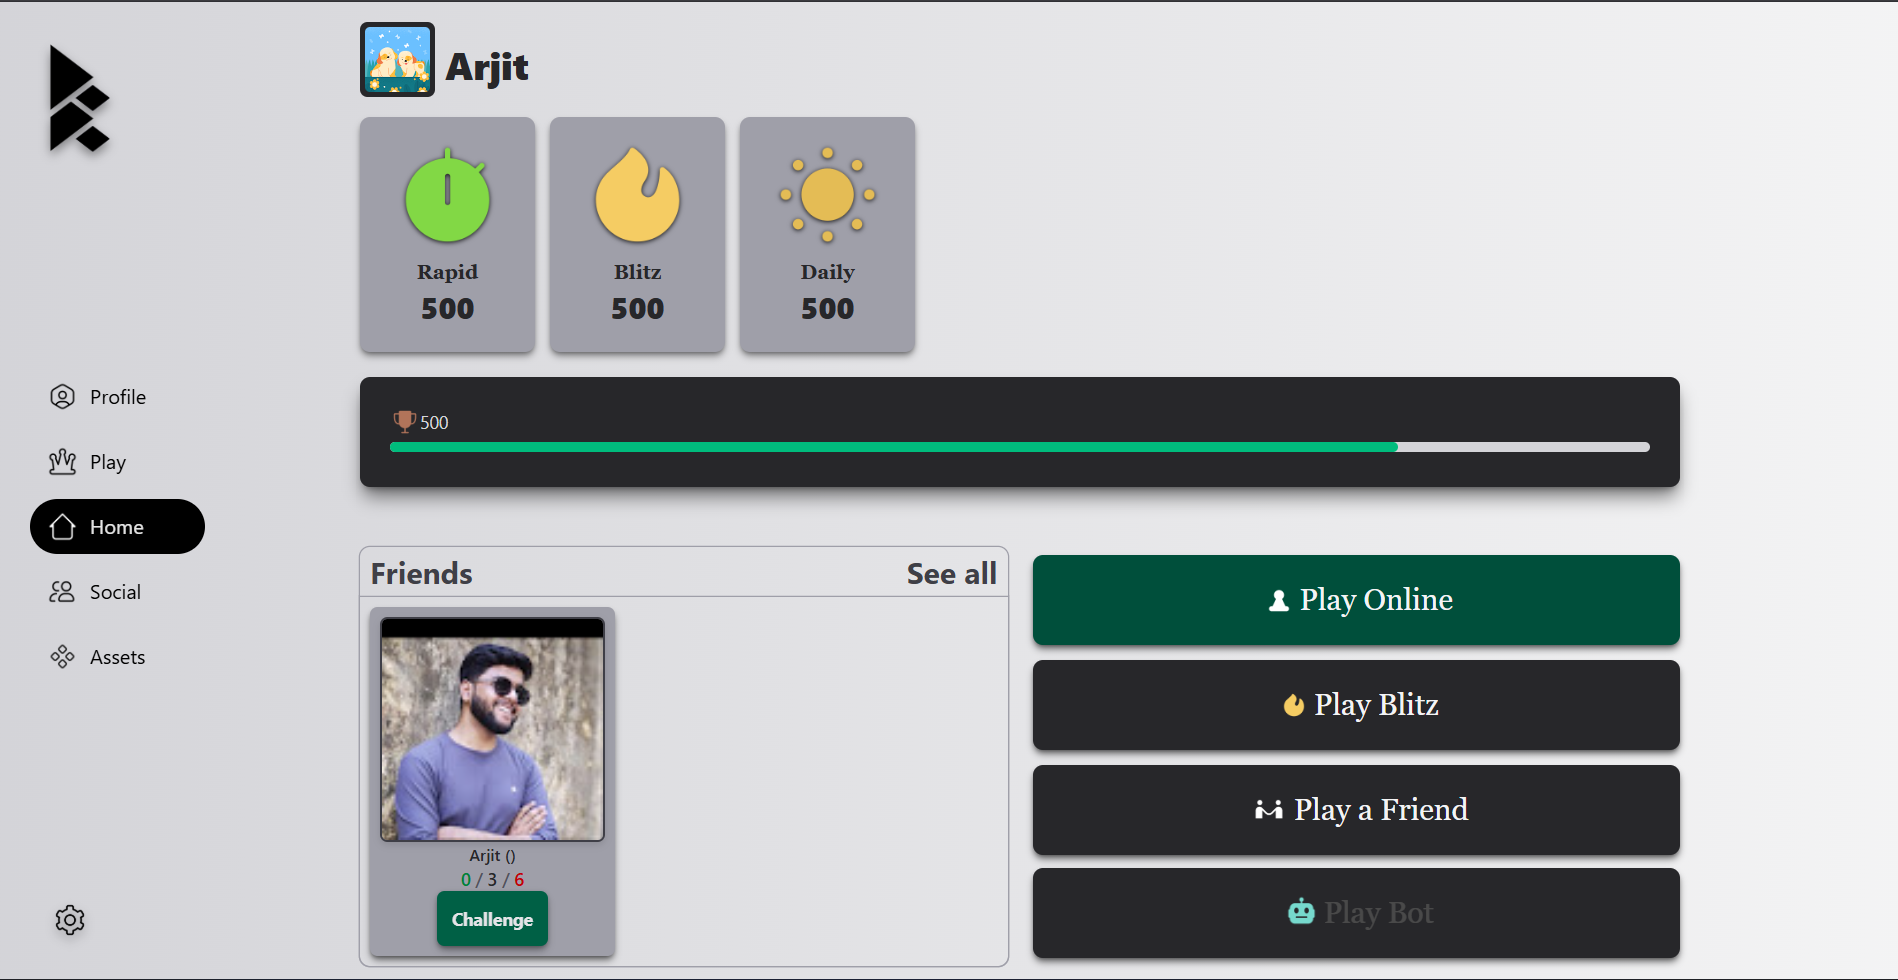 Arjit
Rapid
500
Blitz
500
Daily
500
500
Profile
Play
Home
Social
Assets
Friends
See all
Arjit ()
0 / 3 / 6
Challenge
Play Online
Play Blitz
Play a Friend
Play Bot